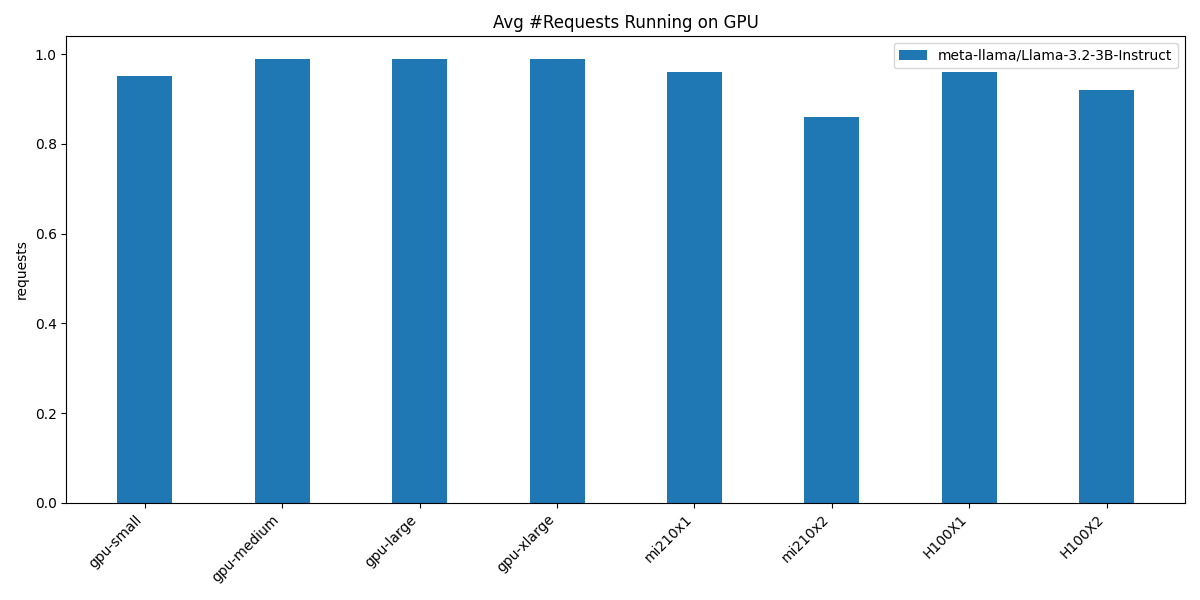 Avg #Requests Running on GPU
meta-llama/Llama-3.2-3B-Instruct
requests
1.0
0.8
0.6
0.4
0.2
0.0
gpu-small
gpu-medium
gpu-large
gpu-xlarge
mi210x1
mi210x2
H100X1
H100X2